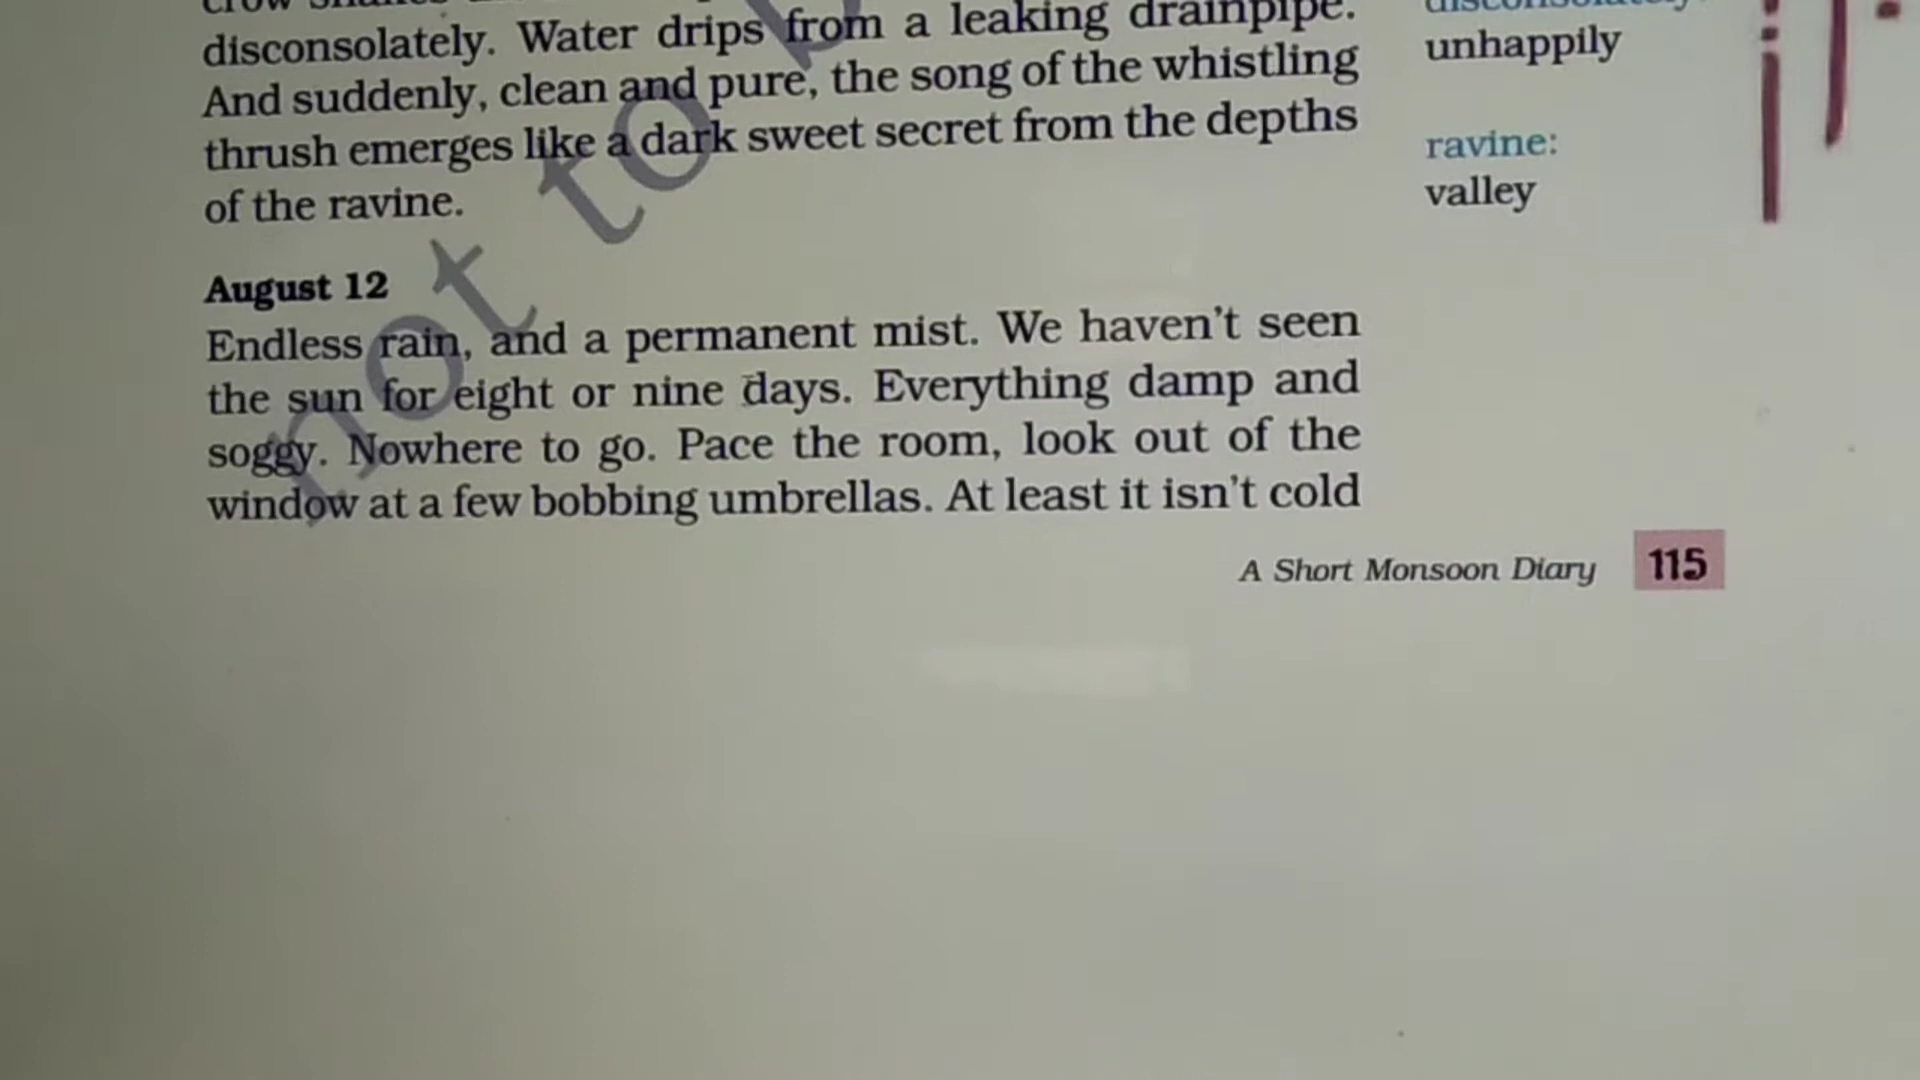 disconsolately. Water drips from a leaking drainpipe.
And suddenly, clean and pure, the song of the whistling
thrush emerges like a dark sweet secret from the depths
of the ravine.
August 12
Endless rain, and a permanent mist. We haven't seen
the sun for eight or nine days. Everything damp and
soggy. Nowhere to go. Pace the room, look out of the
window at a few bobbing umbrellas. At least it isn't cold
unhappily
ravine:
valley
A Short Monsoon Diary 115
not to